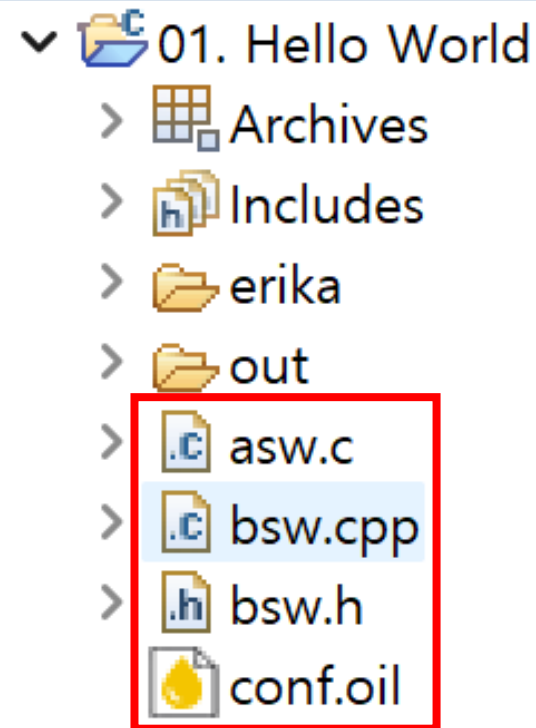 01. Hello World
Archives
Includes
erika
out
.c asw.c
.c bsw.cpp
.h bsw.h
conf.oil